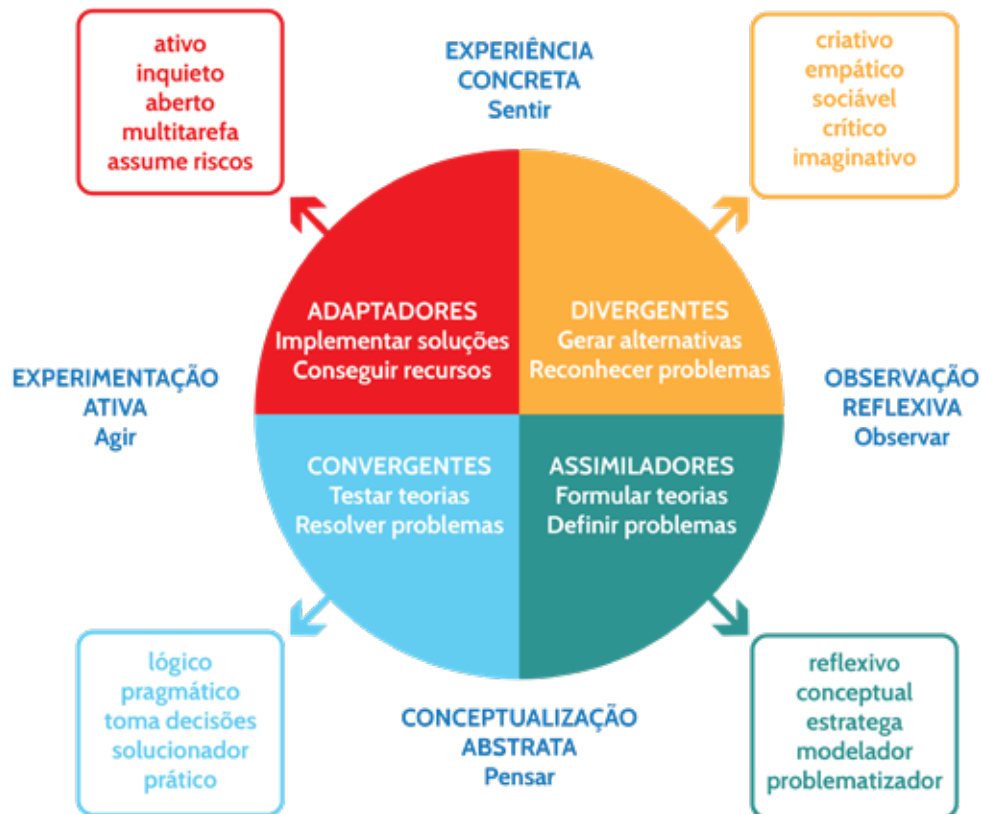 ativo
inquieto
aberto
multitarefa
assume riscos
EXPERIÊNCIA
CONCRETA
Sentir
criativo
empático
sociável
crítico
imaginativo
ADAPTADORES
Implementar soluções
Conseguir recursos
DIVERGENTES
Gerar alternativas
Reconhecer problemas
EXPERIMENTAÇÃO
ATIVA
Agir
OBSERVAÇÃO
REFLEXIVA
Observar
CONVERGENTES
Testar teorias
Resolver problemas
ASSIMILADORES
Formular teorias
Definir problemas
lógico
pragmático
toma decisões
solucionador
prático
CONCEPTUALIZAÇÃO
ABSTRATA
Pensar
reflexivo
conceptual
estratega
modelador
problematizador